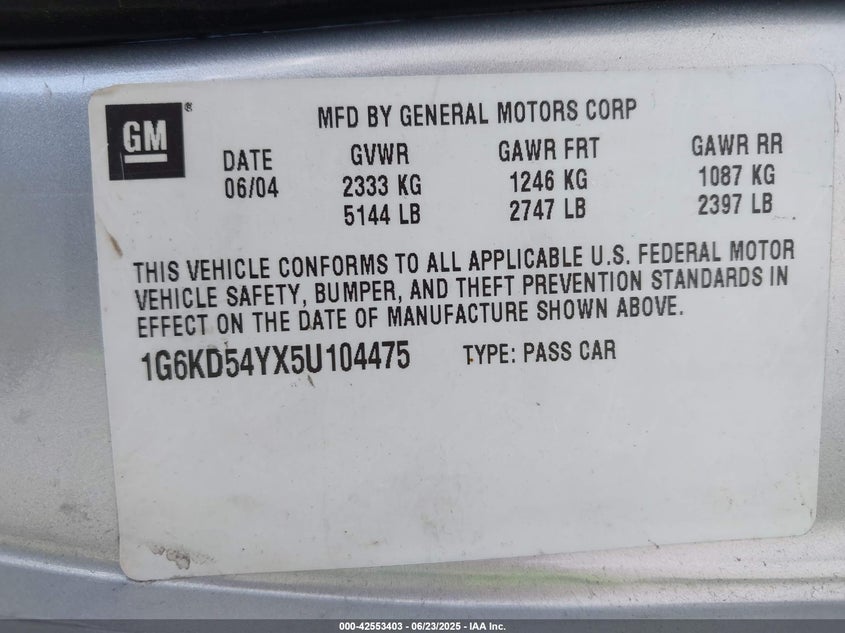 GM ®
MFD BY GENERAL MOTORS CORP
DATE GVWR GAWR FRT GAWR RR
06/04 2333 KG 1246 KG 1087 KG
5144 LB 2747 LB 2397 LB
THIS VEHICLE CONFORMS TO ALL APPLICABLE U.S. FEDERAL MOTOR
VEHICLE SAFETY, BUMPER, AND THEFT PREVENTION STANDARDS IN
EFFECT ON THE DATE OF MANUFACTURE SHOWN ABOVE.
1G6KD54YX5U104475 TYPE: PASS CAR
000-42553403 - 06/23/2025 - IAA Inc.